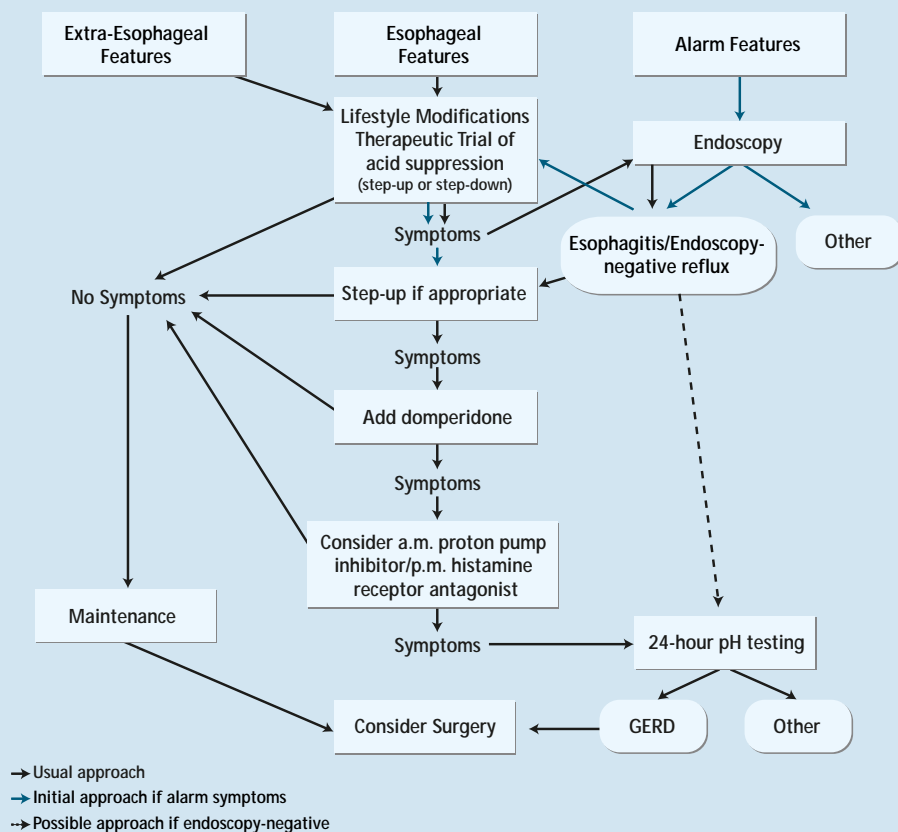 Extra-Esophageal
Features
Esophageal
Features
Alarm Features
Lifestyle Modifications
Therapeutic Trial of
acid suppression
(step-up or step-down)
Endoscopy
Symptoms
Esophagitis/Endoscopy-
negative reflux
Other
No Symptoms
Step-up if appropriate
Symptoms
Add domperidone
Symptoms
Consider a.m. proton pump
inhibitor/p.m. histamine
receptor antagonist
Maintenance
Symptoms
24-hour pH testing
Consider Surgery
GERD
Other
Usual approach
Initial approach if alarm symptoms
Possible approach if endoscopy-negative